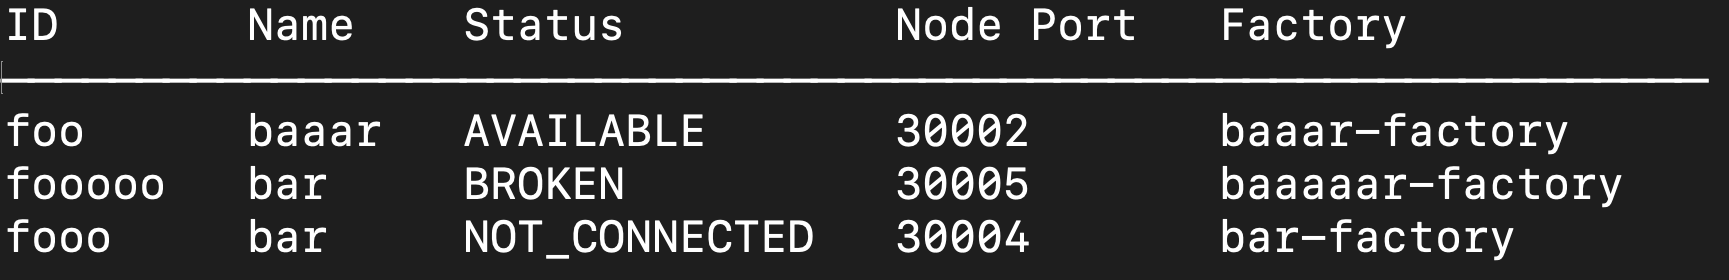 ID Name Status Node Port Factory
foo baaar AVAILABLE 30002 baaar-factory
fooooo bar BROKEN 30005 baaaaar-factory
fooo bar NOT_CONNECTED 30004 bar-factory